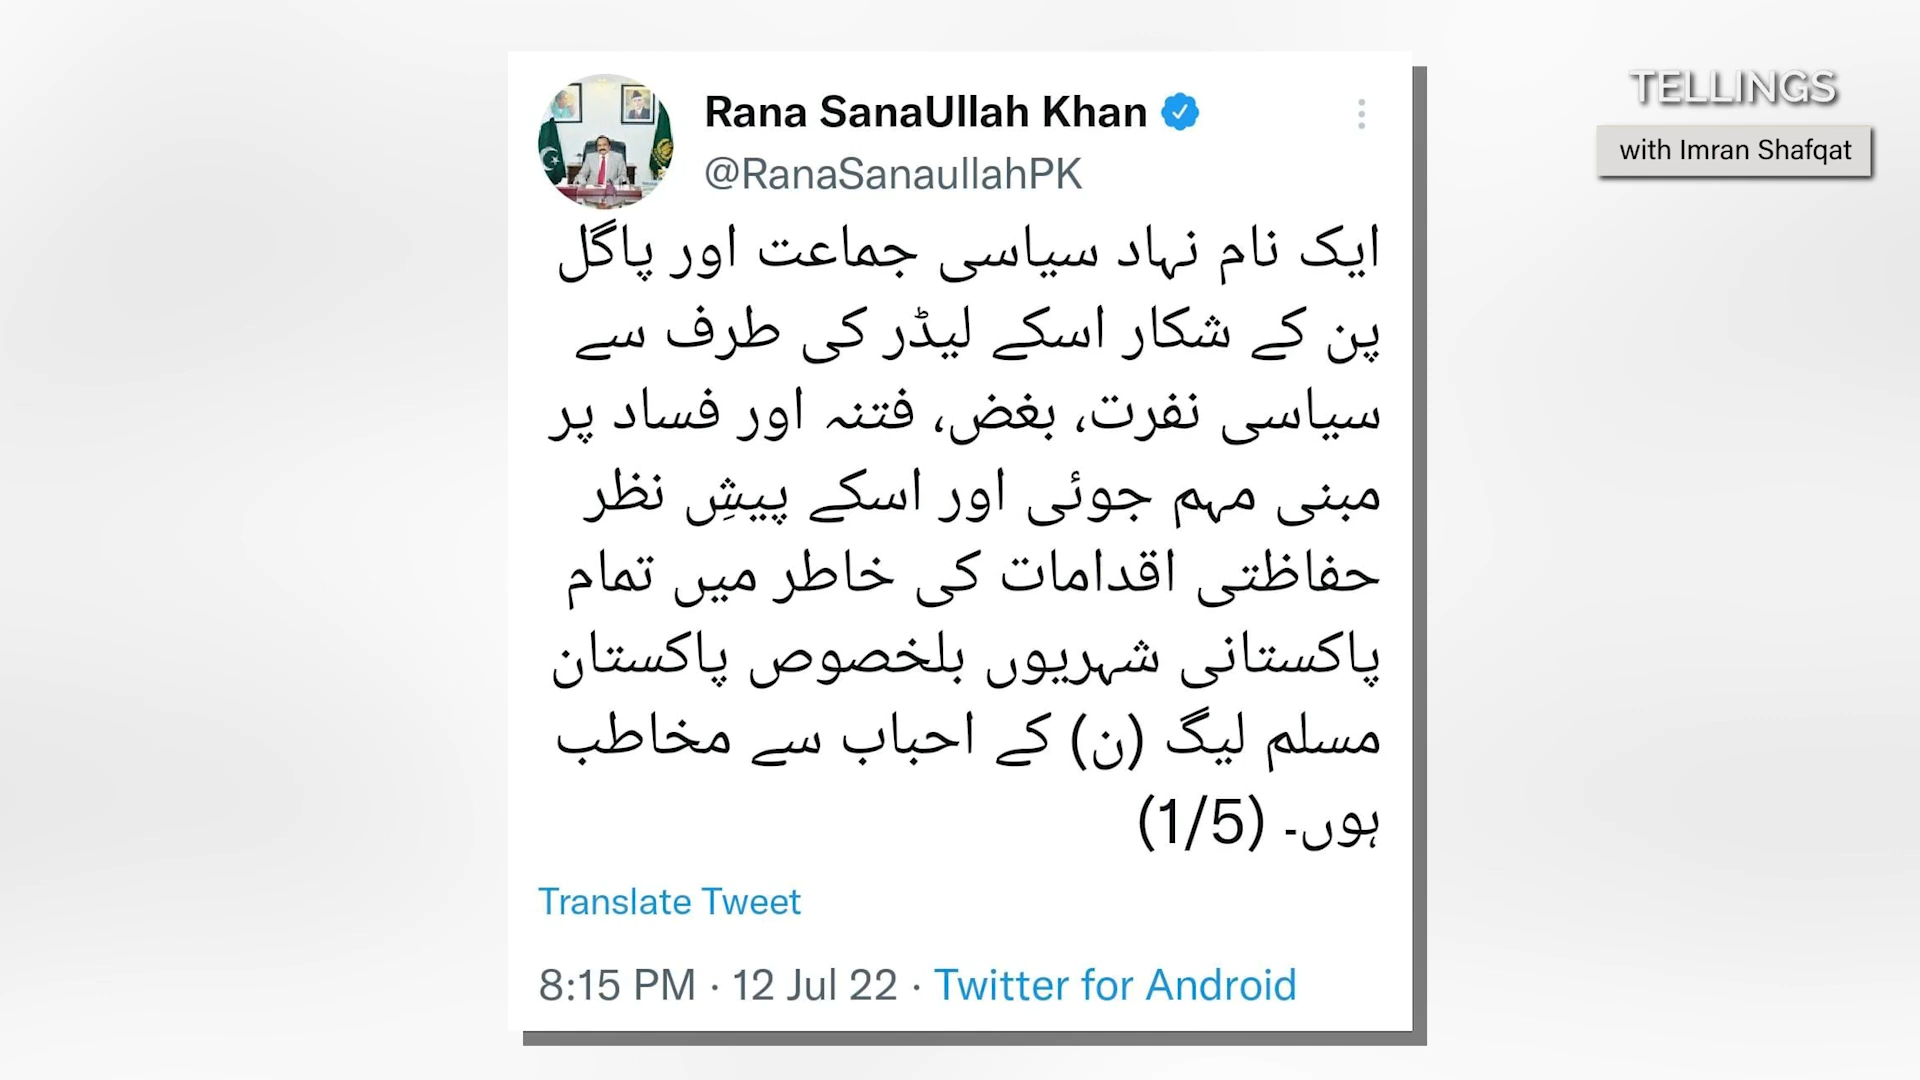 TELLINGS
with Imran Shafqat
Rana SanaUllah Khan
@RanaSanaullahPK
ایک نام نہاد سیاسی جماعت اور پاگل
پن کے شکار اسکے لیڈر کی طرف سے
سیاسی نفرت، بغض، فتنہ اور فساد پر
مبنی مہم جوئی اور اسکے پیشِ نظر
حفاظتی اقدامات کی خاطر میں تمام
پاکستانی شہریوں بلخصوص پاکستان
مسلم لیگ (ن) کے احباب سے مخاطب
ہوں۔ (1/5)
Translate Tweet
8:15 PM · 12 Jul 22 · Twitter for Android